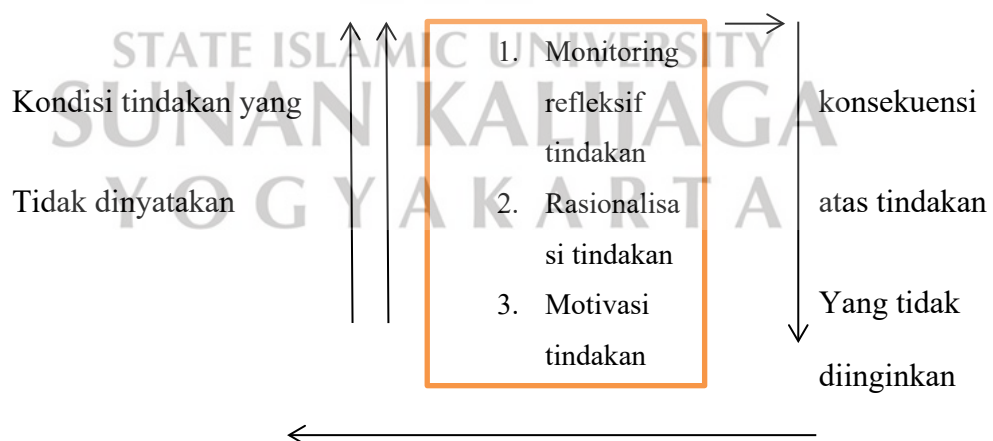 STATE ISLAMIC UNIVERSITY
SUNAN KALIJAGA
YOGYAKARTA
Kondisi tindakan yang
Tidak dinyatakan
1. Monitoring
refleksif
tindakan
2. Rasionalisa
si tindakan
3. Motivasi
tindakan
konsekuensi
atas tindakan
Yang tidak
diinginkan